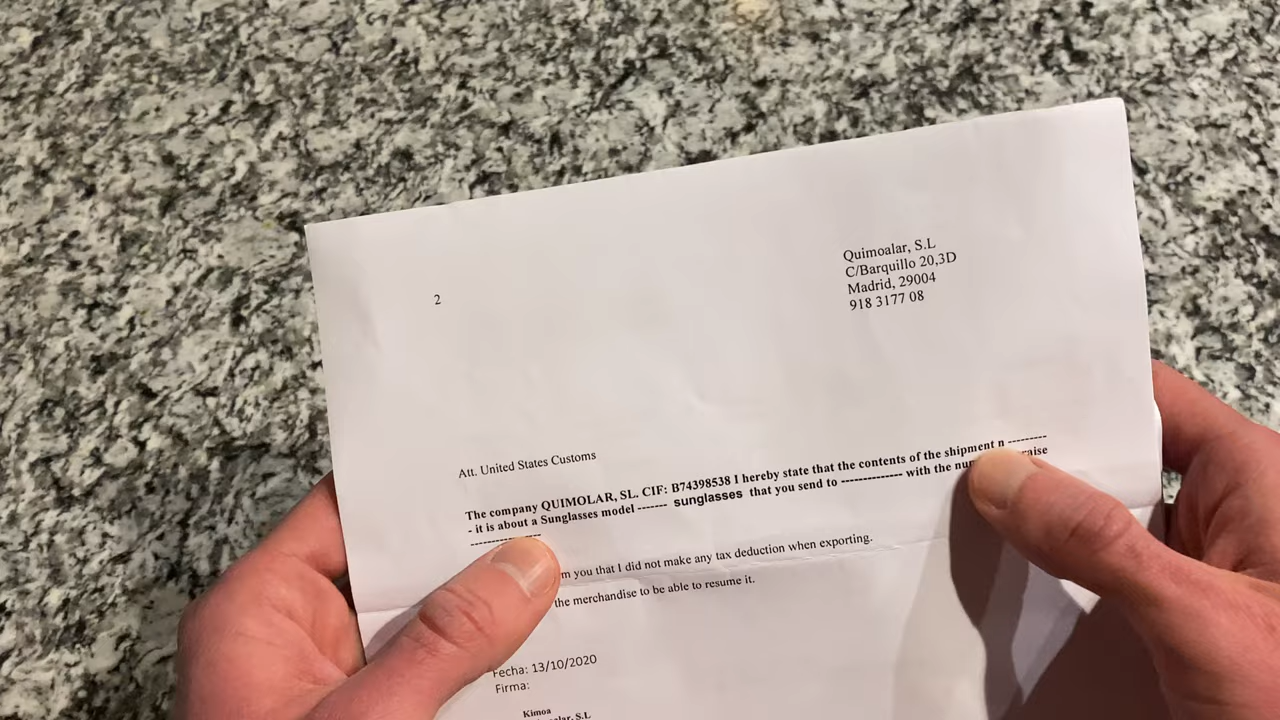 Quimoalar, S.L
C/Barquillo 20,3D
Madrid, 29004
918 3177 08
2
Att. United States Customs
The company QUIMOLAR, SL. CIF: B74398538 I hereby state that the contents of the shipment n ---------
- it is about a Sunglasses model ------- sunglasses that you send to -------------- with the
----------------
you that I did not make any tax deduction when exporting.
the merchandise to be able to resume it.
Fecha: 13/10/2020
Firma:
Kimoa
S.L